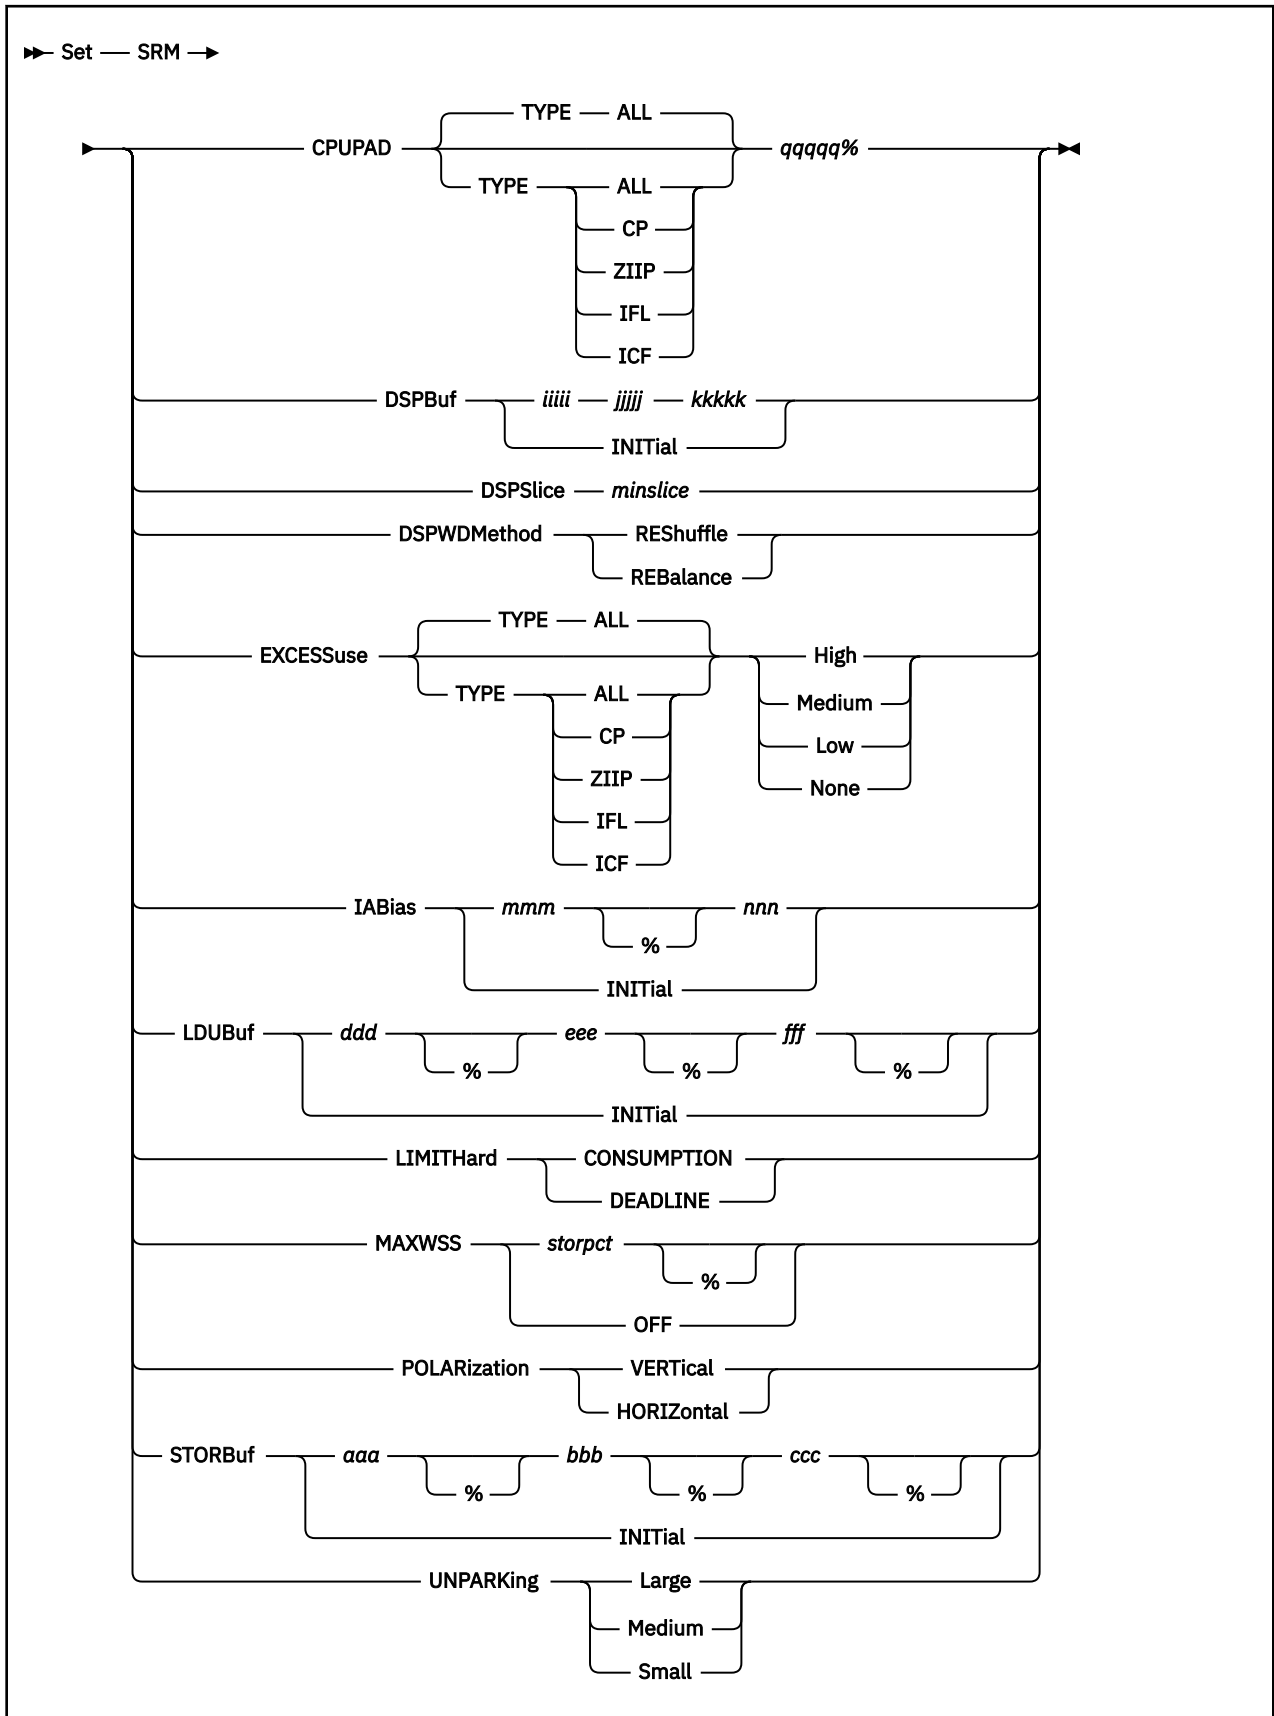 Set SRM
TYPE ALL
CPUPAD qqqqq%
TYPE ALL
CP
ZIIP
IFL
ICF
DSPBuf iiiii jjjjj kkkkk
INITial
DSPSlice minslice
DSPWDMethod REShuffle
REBalance
TYPE ALL
EXCESSuse High
TYPE ALL Medium
CP Low
ZIIP None
IFL
ICF
IABias mmm nnn
%
INITial
LDUBuf ddd eee fff
% % %
INITial
LIMITHard CONSUMPTION
DEADLINE
MAXWSS storpct
%
OFF
POLARization VERTical
HORIZontal
STORBuf aaa bbb ccc
% % %
INITial
UNPARKing Large
Medium
Small